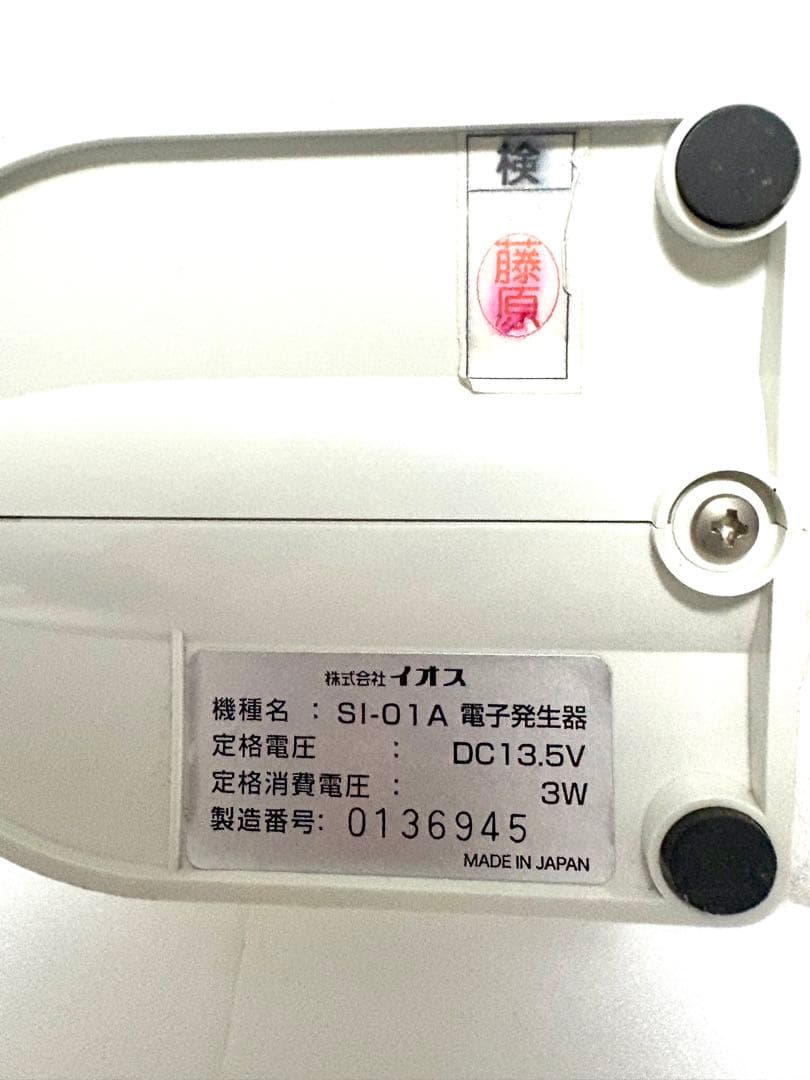 検
藤原
株式会社イオス
機種名 : SI-01A 電子発生器
定格電圧 : DC13.5V
定格消費電圧 : 3W
製造番号: 0136945
MADE IN JAPAN